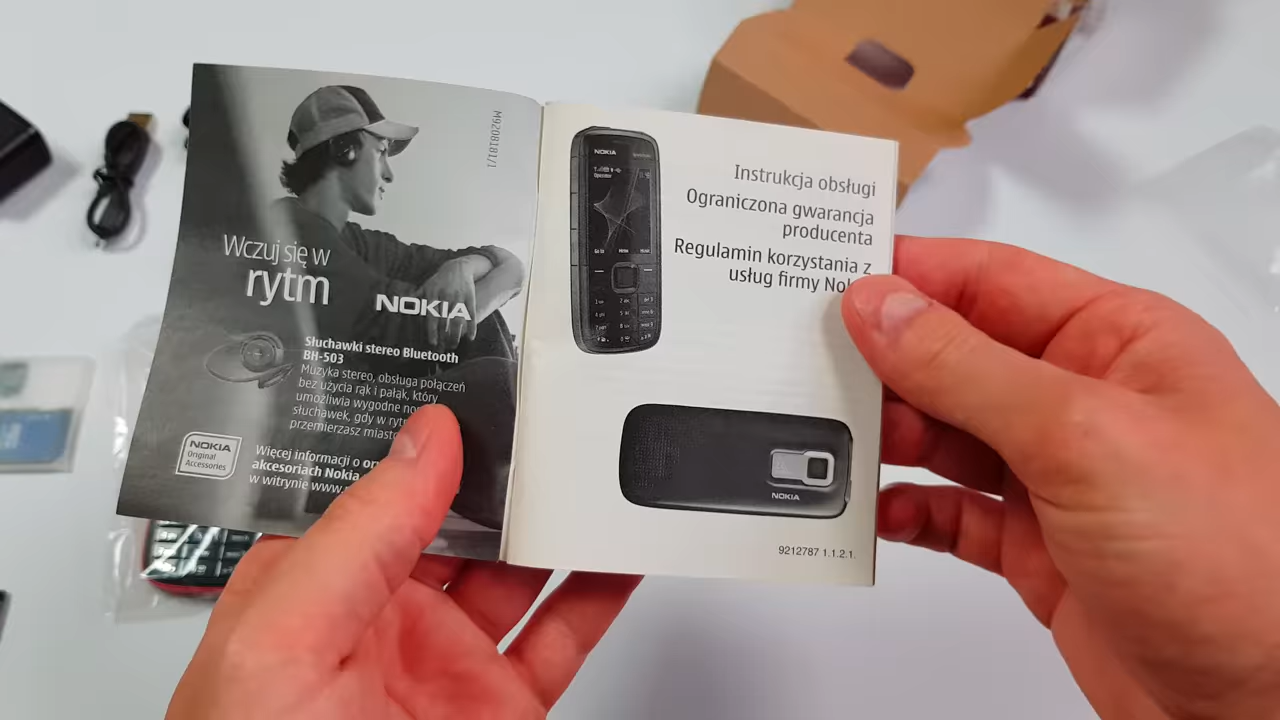 M9208181/1
Wczuj się w
rytm
NOKIA
Słuchawki stereo Bluetooth
BH-503
Muzyka stereo, obsługa połączeń
bez użycia rąk i pałąk, który
umożliwia wygodne
słuchawek, gdy w
przemierzasz
NOKIA
Original
Accessories
Więcej informacji o
akcesoriach Nokia
w witrynie
NOKIA
Instrukcja obsługi
Ograniczona gwarancja
producenta
Regulamin korzystania z
usług firmy
NOKIA
9212787 1.1.2.1.